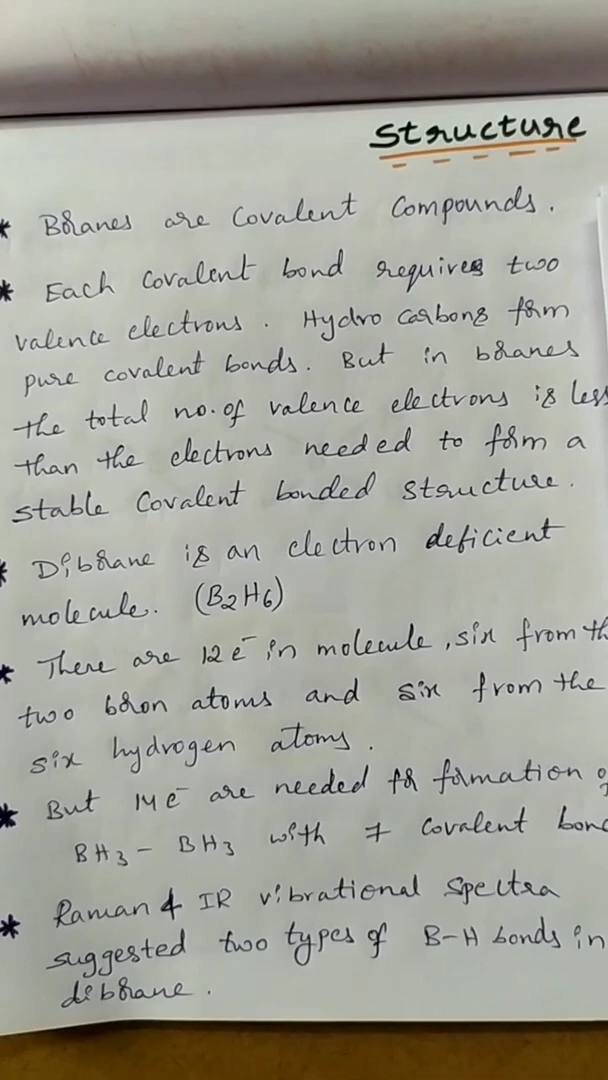 Structure
* Boranes are Covalent Compounds.
* Each Covalent bond requires two
valence electrons. Hydro carbons form
pure covalent bonds. But in boranes
the total no. of valence electrons is less
than the electrons needed to form a
stable Covalent bonded structure.
* Diborane is an electron deficient
molecule. (B2H6)
* There are 12 e⁻ in molecule, six from th
two boron atoms and six from the
six hydrogen atoms.
* But 14 e⁻ are needed for formation of
BH3 - BH3 with 7 Covalent bond
* Raman & IR vibrational Spectra
suggested two types of B-H bonds in
diborane.